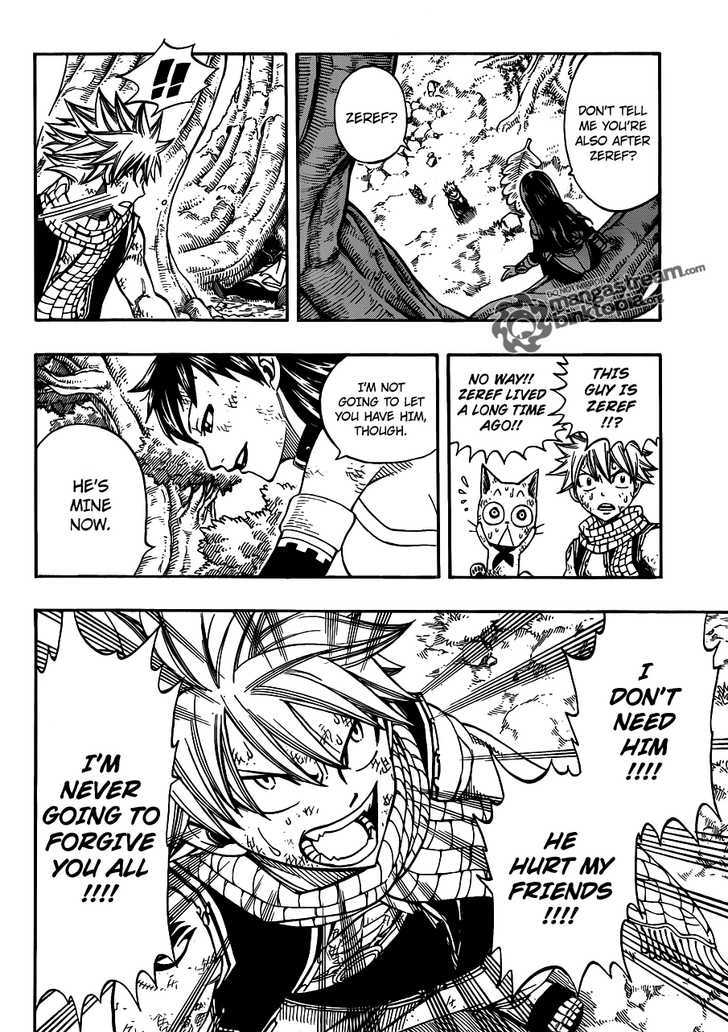 DON'T TELL
ME YOU'RE
ALSO AFTER
ZEREF?
ZEREF?
!!
mangastream.com
binktopia.org
THIS
GUY IS
ZEREF
!!?
NO WAY!!
ZEREF LIVED
A LONG TIME
AGO!!
I'M NOT
GOING TO LET
YOU HAVE HIM,
THOUGH.
HE'S
MINE
NOW.
I
DON'T
NEED
HIM
!!!!
HE
HURT MY
FRIENDS
!!!!
I'M
NEVER
GOING TO
FORGIVE
YOU ALL
!!!!